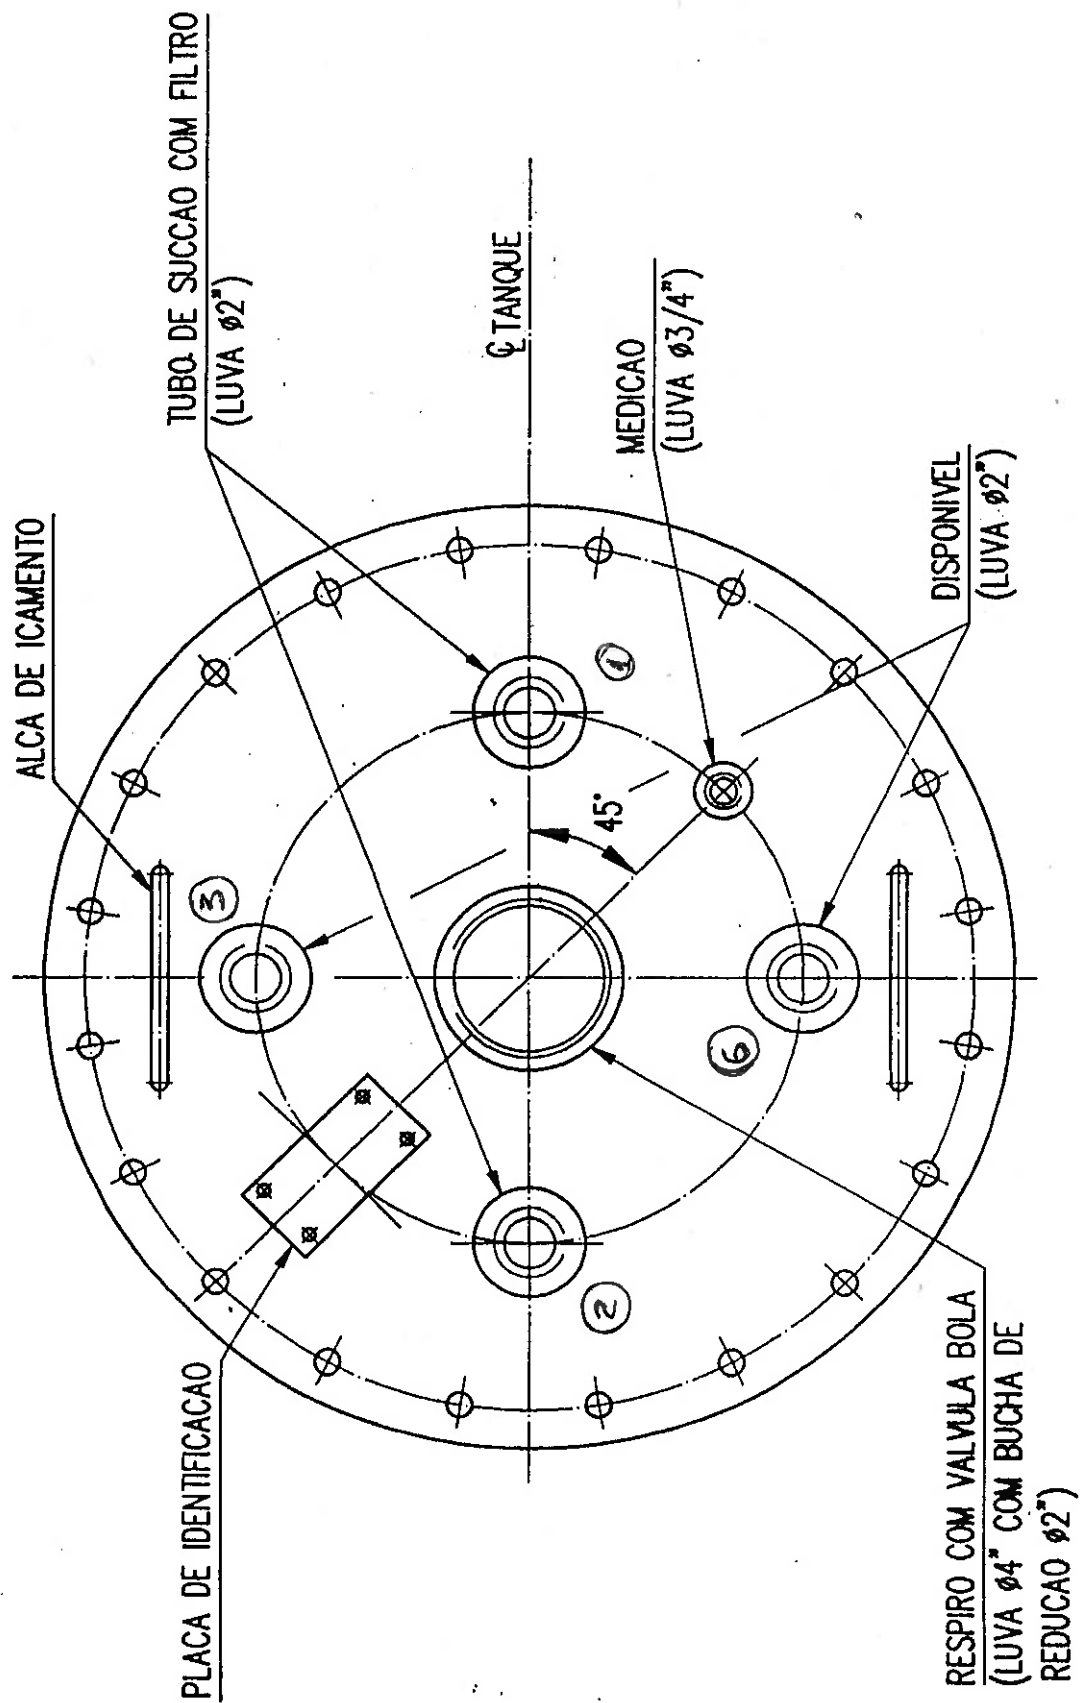 TUBO DE SUCCAO COM FILTRO
(LUVA ø2")
ALCA DE ICAMENTO
℄ TANQUE
MEDICAO
(LUVA ø3/4")
DISPONIVEL
(LUVA ø2")
45°
1
3
6
2
PLACA DE IDENTIFICACAO
RESPIRO COM VALVULA BOLA
(LUVA ø4" COM BUCHA DE
REDUCAO ø2")